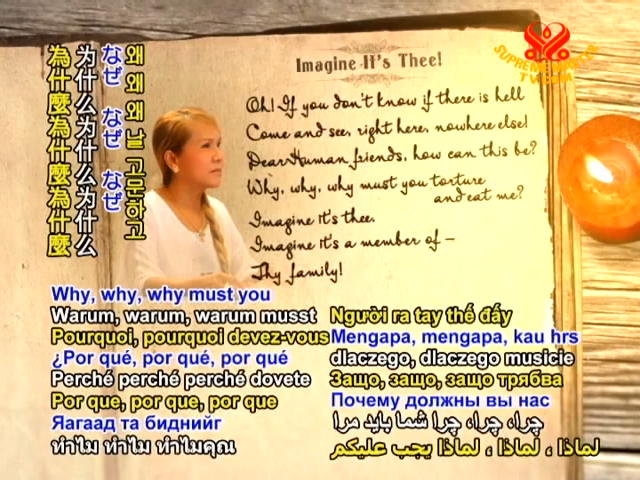 為什麼為什麼為什麼
为什么为什么为什么
なぜ なぜ なぜ
왜 왜 왜 날 고문하고
SUPREME MASTER
TV.COM
Imagine It's Thee!
Oh! If you don't know if there is hell
Come and see, right here, nowhere else!
Dear Human friends, how can this be?
Why, why, why must you torture
and eat me?
Imagine it's thee.
Imagine it's a member of –
Thy family!
Why, why, why must you
Warum, warum, warum musst
Pourquoi, pourquoi devez-vous
¿Por qué, por qué, por qué
Perché perché perché dovete
Por que, por que, por que
Яагаад та биднийг
ทำไม ทำไม ทำไมคุณ
Người ra tay thế đấy
Mengapa, mengapa, kau hrs
dlaczego, dlaczego musicie
Защо, защо, защо трябва
Почему должны вы нас
چرا، چرا، چرا شما باید مرا
لماذا ، لماذا ، لماذا يجب عليكم